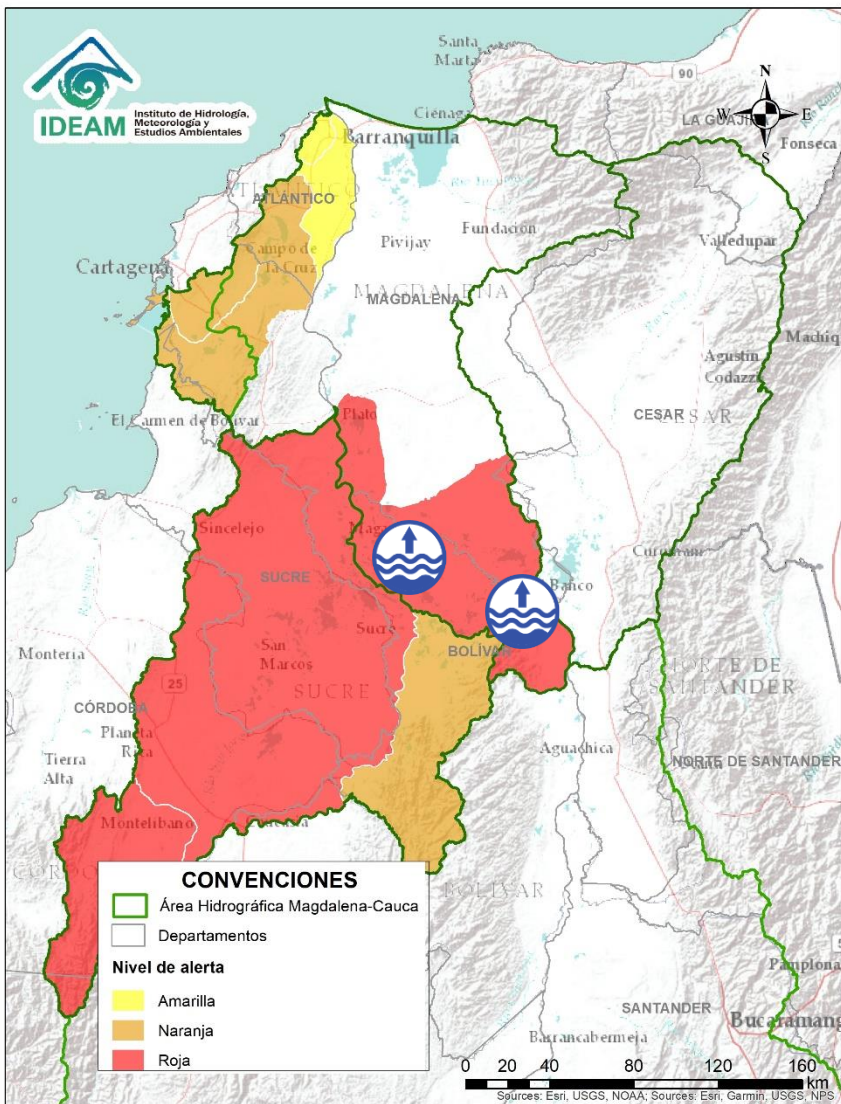 IDEAM
Instituto de Hidrología,
Meteorología y
Estudios Ambientales
Santa
Marta
90
N
W
E
S
LA GUAJIRA
Ciénaga
Barranquilla
Fonseca
ATLÁNTICO
Pivijay
Fundación
Valledupar
Campo de
la Cruz
Cartagena
MAGDALENA
MAGDALENA
Agustín
Codazzi
CESAR
CESAR
El Carmen de Bolívar
Plato
Sincelejo
SUCRE
Banco
Sucre
San
Marcos
BOLÍVAR
Montería
SUCRE
25
NORTE DE
SANTANDER
CÓRDOBA
Planeta
Rica
Tierra
Alta
Aguachica
NORTE DE SANTANDER
Montelíbano
BOLÍVAR
CONVENCIONES
Área Hidrográfica Magdalena-Cauca
Departamentos
Nivel de alerta
Amarilla
Naranja
Roja
Pamplona
SANTANDER
Bucaramang
Barrancabermeja
0 20 40 80 120 160
km
Sources: Esri, USGS, NOAA; Sources: Esri, Garmin, USGS, NPS